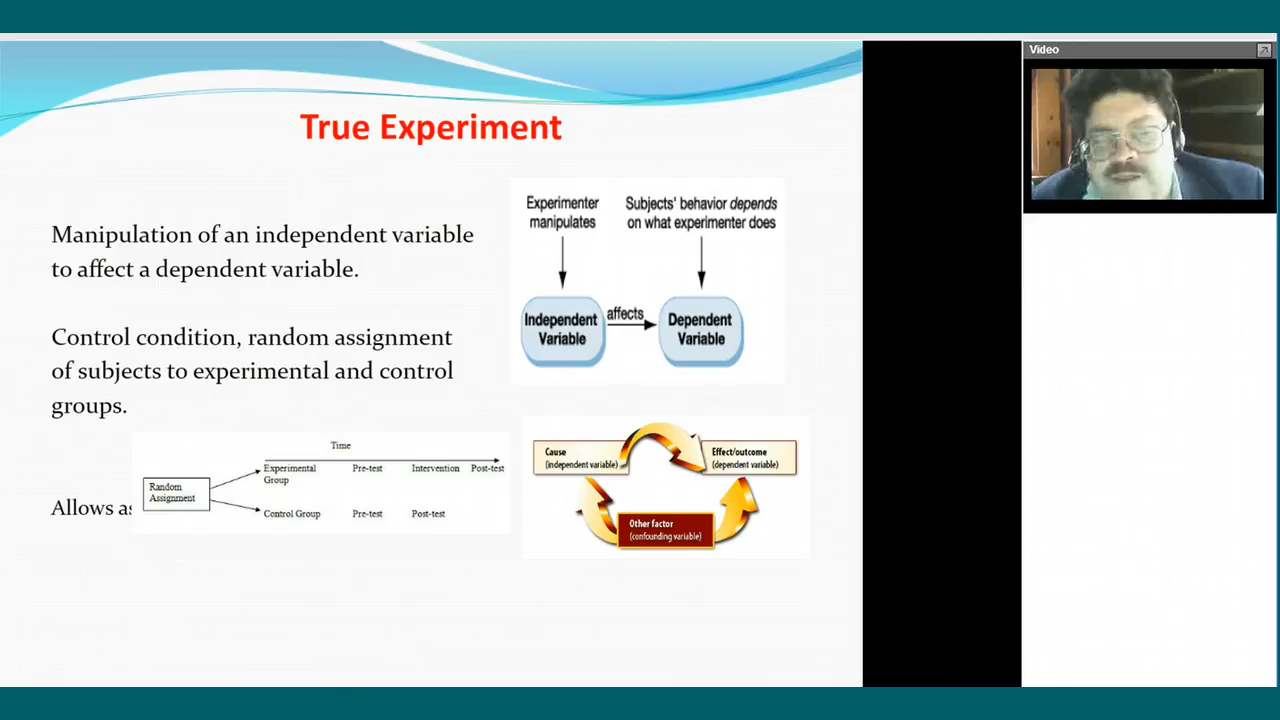 Video
True Experiment
Manipulation of an independent variable
to affect a dependent variable.
Control condition, random assignment
of subjects to experimental and control
groups.
Allows as
Experimenter
manipulates
Subjects' behavior depends
on what experimenter does
Independent
Variable
affects
Dependent
Variable
Time
Random
Assignment
Experimental
Group
Pre-test
Intervention
Post-test
Control Group
Pre-test
Post-test
Cause
(independent variable)
Effect/outcome
(dependent variable)
Other factor
(confounding variable)